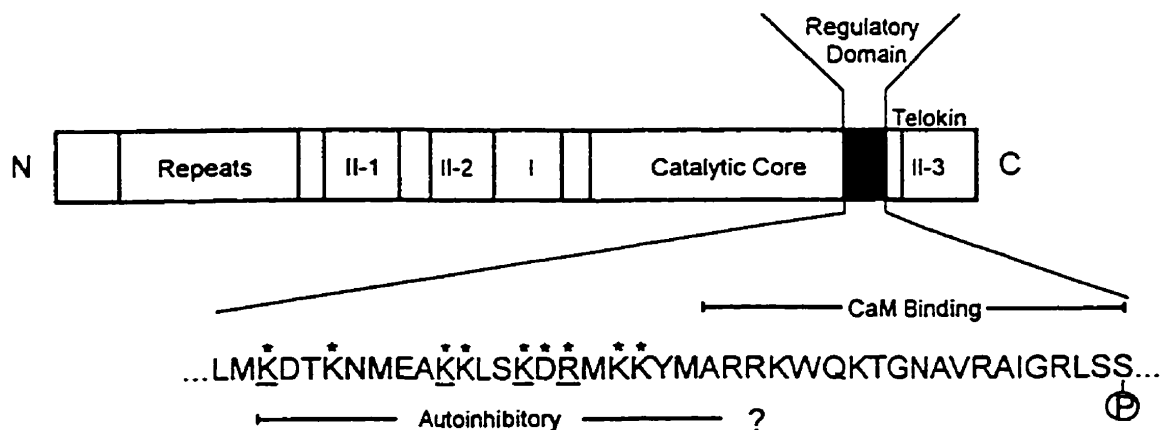 Regulatory
Domain
Telokin
N Repeats II-1 II-2 I Catalytic Core II-3 C
CaM Binding
* * * * * * * * *
...LMKDTKNMEAKKLSKDRMKKYMARRKWQKTGNAVRAIGRLSS...
P
Autoinhibitory ?